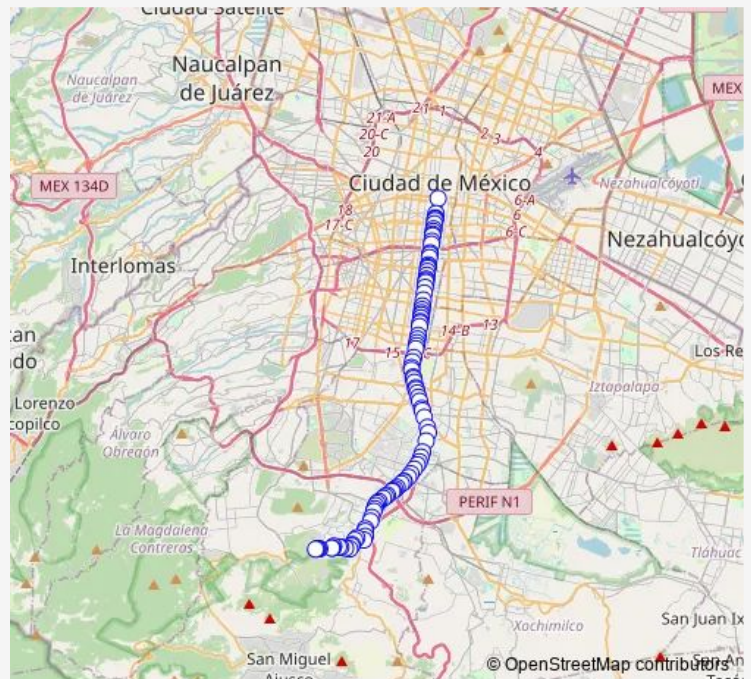 Ciudad Satélite
Naucalpan
de Juárez
Naucalpan
de Juárez
21-A
21
1
20-C
20
2
3
4
MEX
MEX 134D
Ciudad de México
Nezahualcóyotl
6-A
6
6-C
18
17-C
Nezahualcóyo
Interlomas
17
15
C
14-B
13
Los Re
Iztapalapa
Lorenzo
Álvaro
Obregón
PERIF N1
La Magdalena
Contreras
Tláhuac
Xochimilco
San Juan Ix
San Miguel
Ajusco
© OpenStreetMap contributors